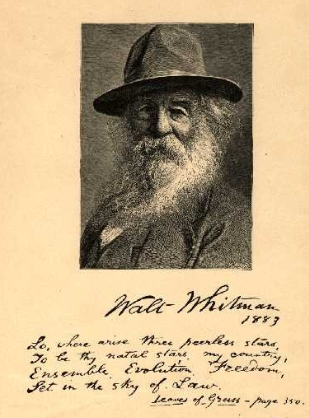 Walt Whitman
1883
Lo, where arise three peerless stars,
To be thy natal stars, my country,
Ensemble, Evolution, Freedom,
Set in the sky of Law.
Leaves of Grass - page 350.